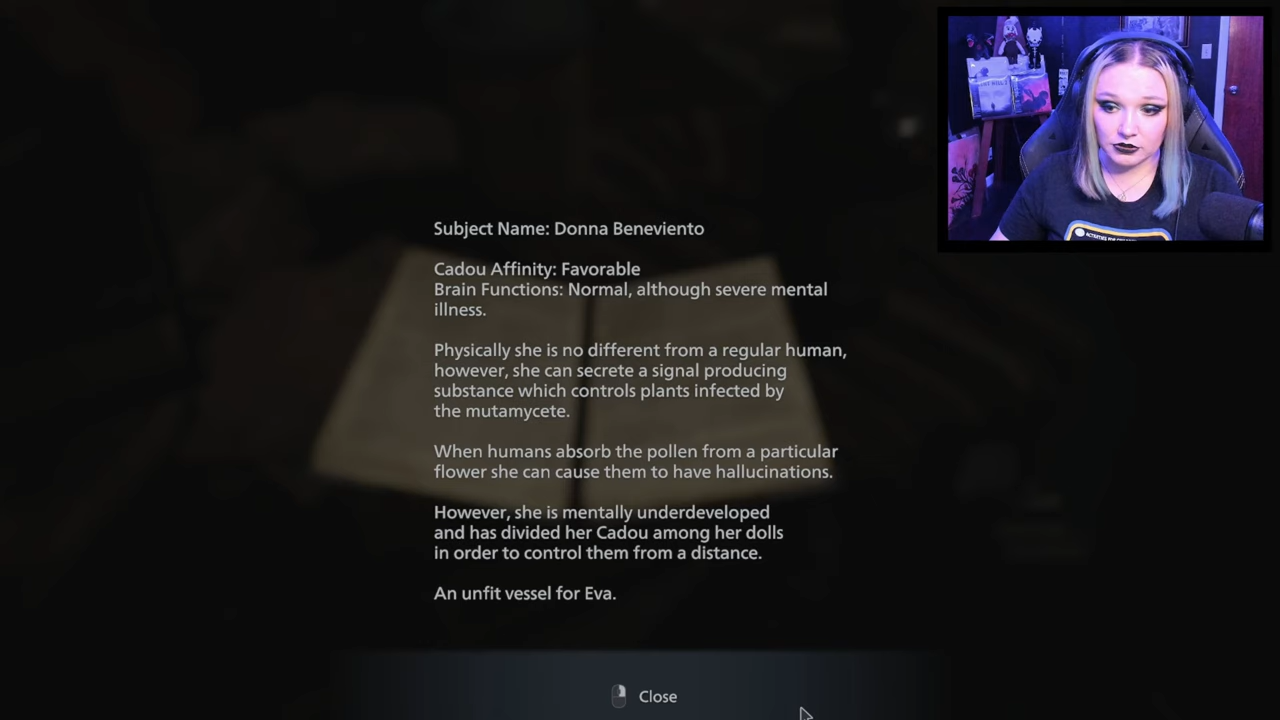 Subject Name: Donna Beneviento
Cadou Affinity: Favorable
Brain Functions: Normal, although severe mental
illness.
Physically she is no different from a regular human,
however, she can secrete a signal producing
substance which controls plants infected by
the mutamycete.
When humans absorb the pollen from a particular
flower she can cause them to have hallucinations.
However, she is mentally underdeveloped
and has divided her Cadou among her dolls
in order to control them from a distance.
An unfit vessel for Eva.
Close